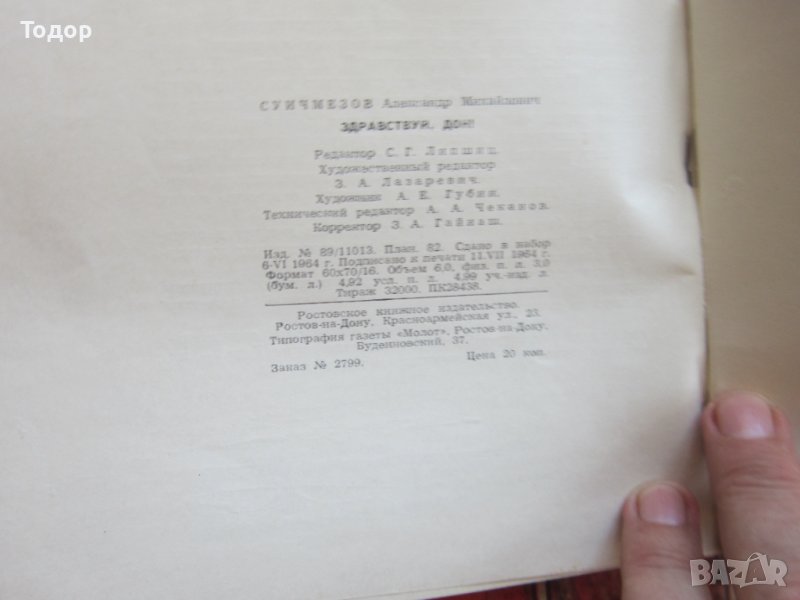 Тодор
СУИЧМЕЗОВ Александр Михайлович
ЗДРАВСТВУЙ, ДОН!
Редактор С. Г. Липшиц
Художественный редактор
З. А. Лазаревич.
Художник А. Е. Губин.
Технический редактор А. А. Чеканов.
Корректор З. А. Гайнаш.
Изд. № 89/11013. План. 82. Сдано в набор
6-VI 1964 г. Подписано к печати 11.VII 1964 г.
Формат 60х70/16. Объем 6,0, физ. п. л. 3,0
(бум. л.) 4,92 усл. п. л. 4,99 уч.-изд. л.
Тираж 32000. ПК28438.
Ростовское книжное издательство
Ростов-на-Дону, Красноармейская ул., 23.
Типография газеты «Молот», Ростов-на-Дону,
Буденновский, 37.
Заказ № 2799. Цена 20 коп.
BAZAR